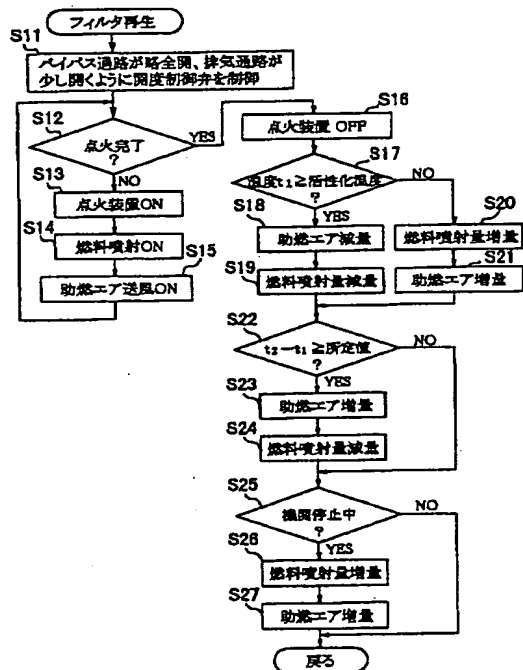 フィルタ再生
S11
バイパス通路が略全開、排気通路が
少し開くように開度制御弁を制御
S12
点火完了
?
YES
NO
S13
点火装置ON
S14
燃料噴射ON
S15
助燃エア送風ON
S16
点火装置 OFF
S17
温度t₁≧活性化温度
?
NO
YES
S18
助燃エア減量
S19
燃料噴射量減量
S20
燃料噴射量増量
S21
助燃エア増量
S22
t₂−t₁≧所定値
?
NO
YES
S23
助燃エア増量
S24
燃料噴射量減量
S25
機関停止中
?
NO
YES
S26
燃料噴射量増量
S27
助燃エア増量
戻る